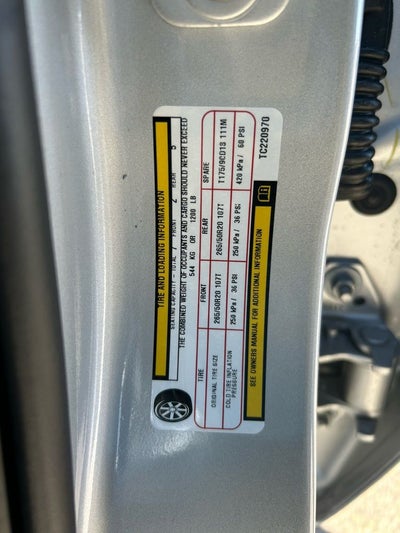 TIRE AND LOADING INFORMATION
SEATING CAPACITY - TOTAL 7 FRONT 2 REAR 5
THE COMBINED WEIGHT OF OCCUPANTS AND CARGO SHOULD NEVER EXCEED
544 KG OR 1200 LB
TIRE FRONT REAR SPARE
ORIGINAL TIRE SIZE 265/50R20 107T 265/50R20 107T
COLD TIRE INFLATION PRESSURE 250 kPa / 36 PSI 250 kPa / 36 PSI 420 kPa / 60 PSI
SEE OWNERS MANUAL FOR ADDITIONAL INFORMATION
TC220970